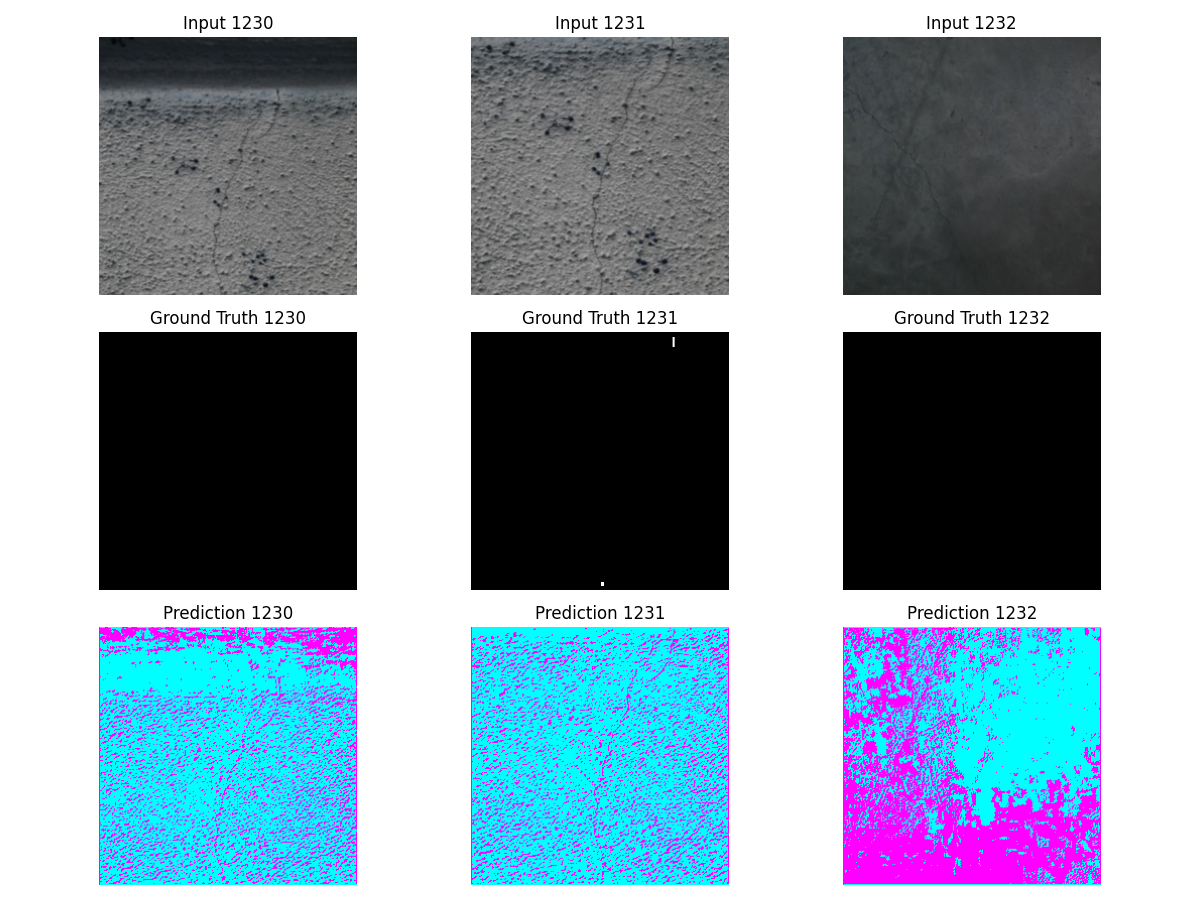 Input 1230
Input 1231
Input 1232
Ground Truth 1230
Ground Truth 1231
Ground Truth 1232
Prediction 1230
Prediction 1231
Prediction 1232